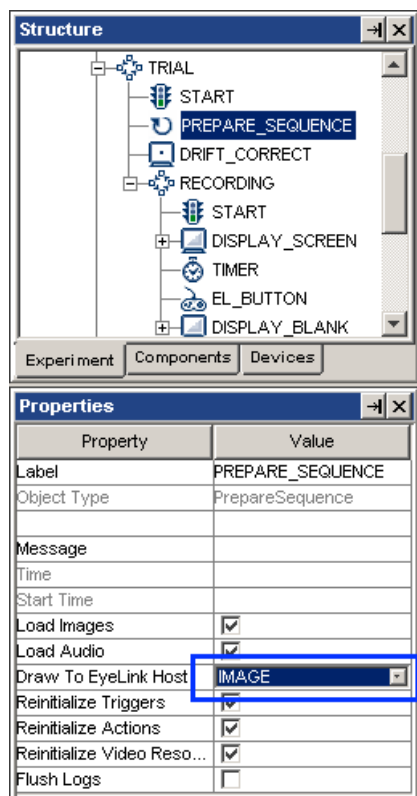 Structure
TRIAL
START
PREPARE_SEQUENCE
DRIFT_CORRECT
RECORDING
START
DISPLAY_SCREEN
TIMER
EL_BUTTON
DISPLAY_BLANK
Experiment Components Devices
Properties
Property Value
Label PREPARE_SEQUENCE
Object Type PrepareSequence
Message
Time
Start Time
Load Images
Load Audio
Draw To EyeLink Host IMAGE
Reinitialize Triggers
Reinitialize Actions
Reinitialize Video Reso...
Flush Logs